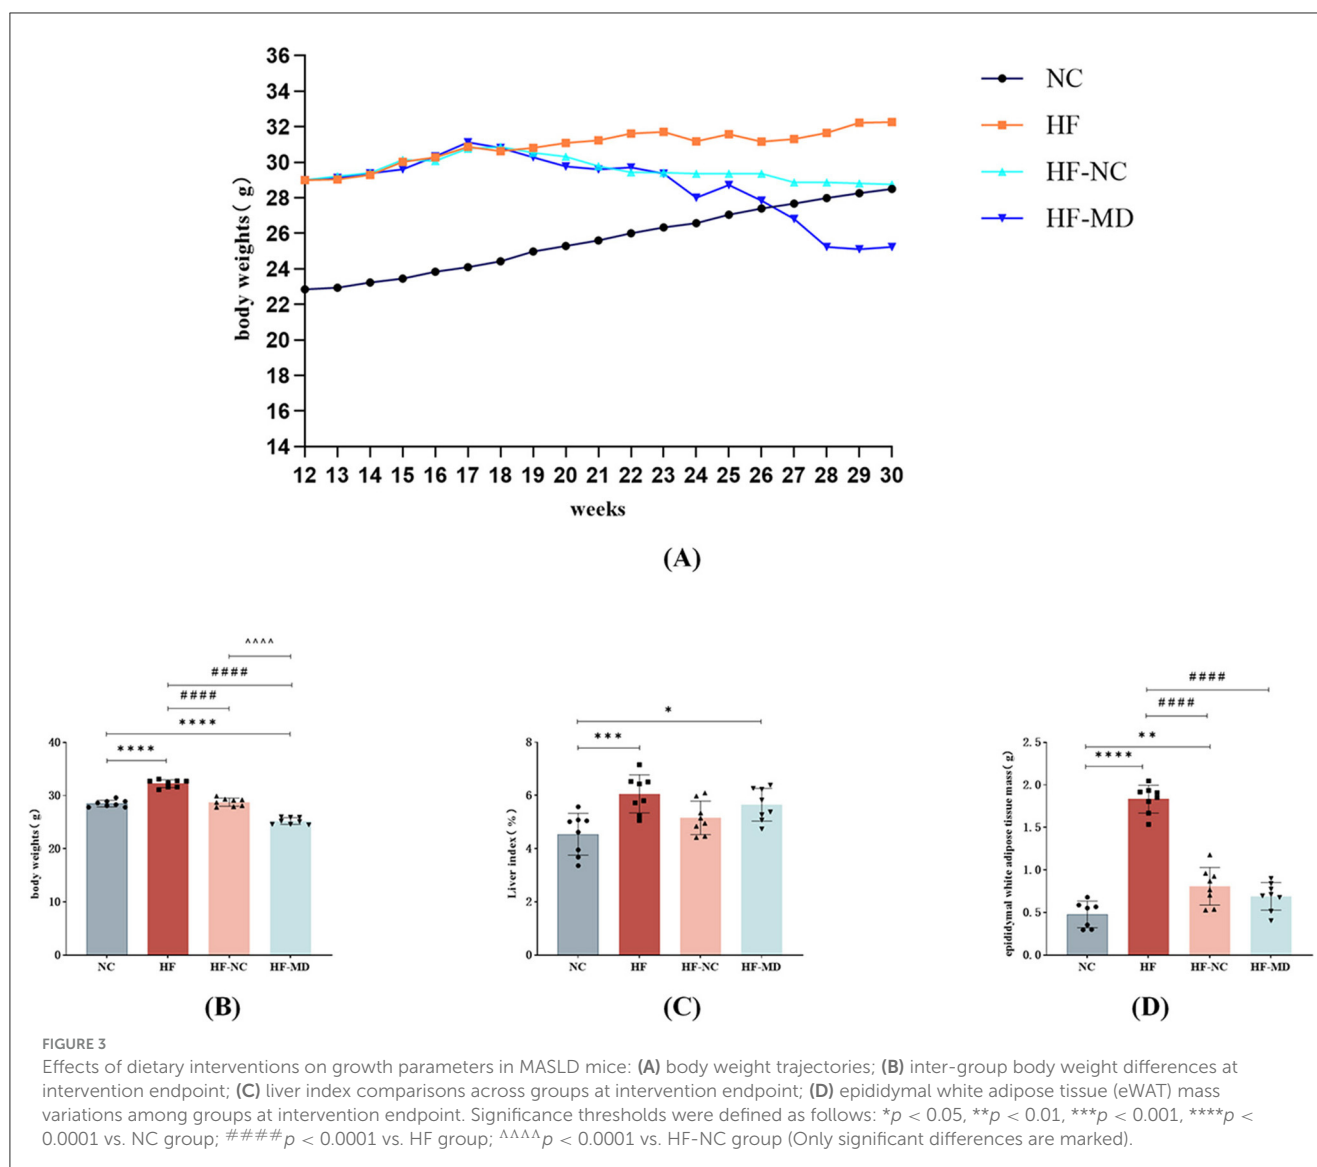 36
34
32
30
28
26
24
22
20
18
16
14
body weights( g)
12 13 14 15 16 17 18 19 20 21 22 23 24 25 26 27 28 29 30
weeks
NC
HF
HF-NC
HF-MD
(A)
^^^^
####
####
****
****
40
30
20
10
0
body weights(g)
NC HF HF-NC HF-MD
(B)
*
***
8
6
4
2
0
Liver index(%)
NC HF HF-NC HF-MD
(C)
####
####
**
****
2.5
2.0
1.5
1.0
0.5
0.0
epididymal white adipose tissue mass(g)
NC HF HF-NC HF-MD
(D)
FIGURE 3
Effects of dietary interventions on growth parameters in MASLD mice: (A) body weight trajectories; (B) inter-group body weight differences at
intervention endpoint; (C) liver index comparisons across groups at intervention endpoint; (D) epididymal white adipose tissue (eWAT) mass
variations among groups at intervention endpoint. Significance thresholds were defined as follows: *p < 0.05, **p < 0.01, ***p < 0.001, ****p <
0.0001 vs. NC group; ####p < 0.0001 vs. HF group; ^^^^p < 0.0001 vs. HF-NC group (Only significant differences are marked).